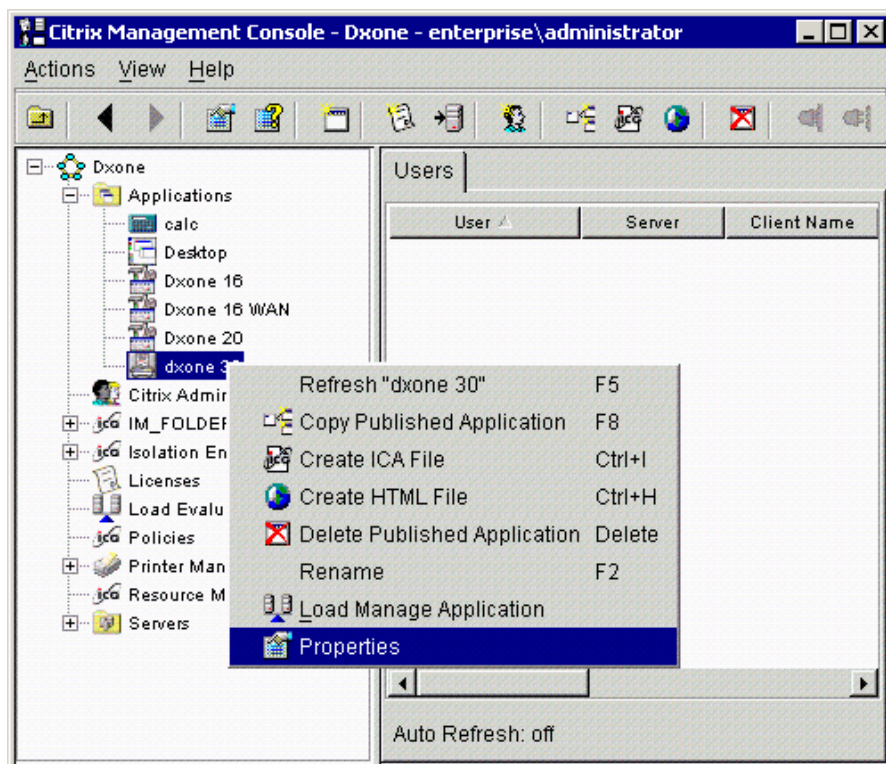 Citrix Management Console - Dxone - enterprise\administrator
Actions View Help
Dxone
Applications
calc
Desktop
Dxone 16
Dxone 16 WAN
Dxone 20
dxone 3
Citrix Admir
IM_FOLDEF
Isolation En
Licenses
Load Evalu
Policies
Printer Man
Resource M
Servers
Users
User Server Client Name
Refresh "dxone 30" F5
Copy Published Application F8
Create ICA File Ctrl+I
Create HTML File Ctrl+H
Delete Published Application Delete
Rename F2
Load Manage Application
Properties
Auto Refresh: off